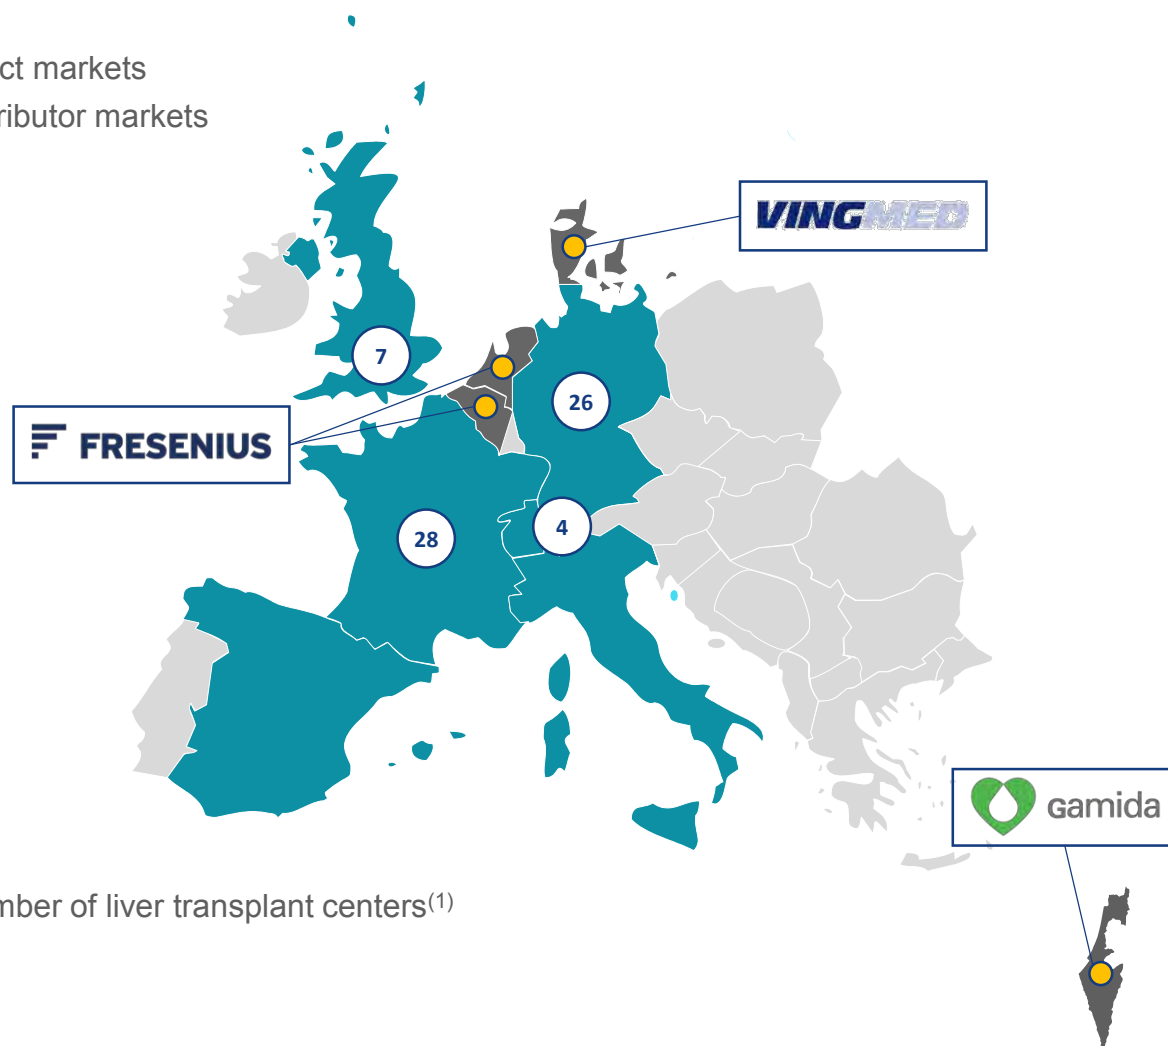 ct markets
ributor markets
VINGMED
7
26
FRESENIUS
28
4
gamida
mber of liver transplant centers(1)